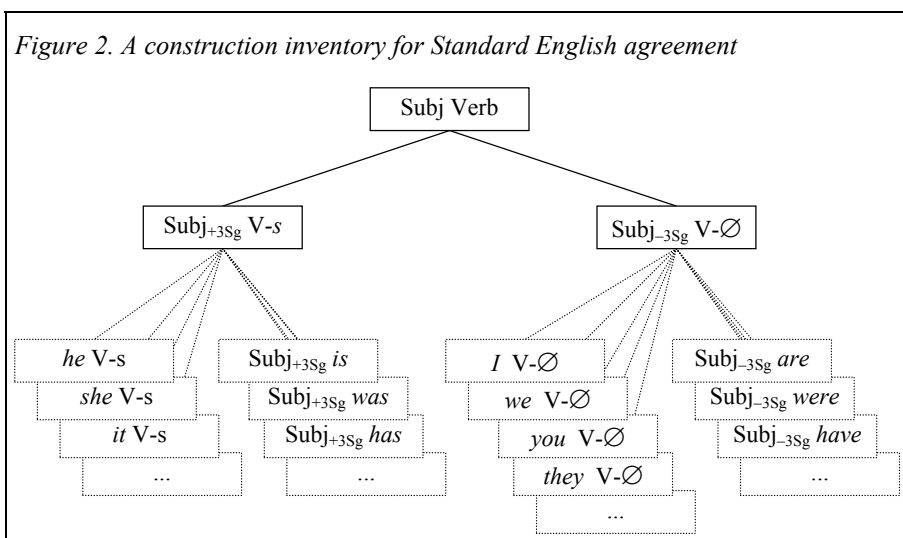 Figure 2. A construction inventory for Standard English agreement
Subj Verb
Subj+3Sg V-s
Subj–3Sg V-∅
he V-s
she V-s
it V-s
...
Subj+3Sg is
Subj+3Sg was
Subj+3Sg has
...
I V-∅
we V-∅
you V-∅
they V-∅
...
Subj–3Sg are
Subj–3Sg were
Subj–3Sg have
...